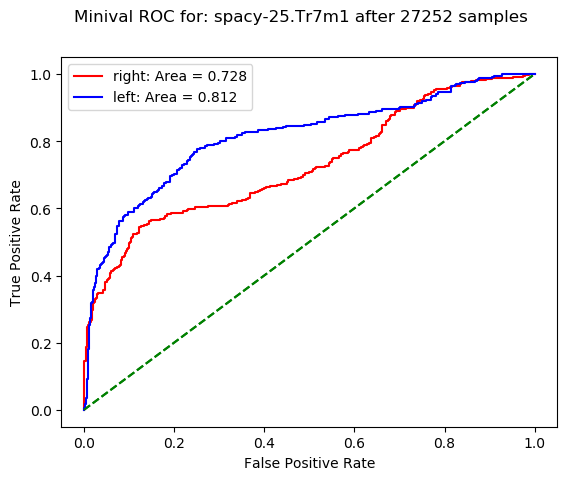 Minival ROC for: spacy-25.Tr7m1 after 27252 samples
right: Area = 0.728
left: Area = 0.812
True Positive Rate
1.0
0.8
0.6
0.4
0.2
0.0
0.0 0.2 0.4 0.6 0.8 1.0
False Positive Rate